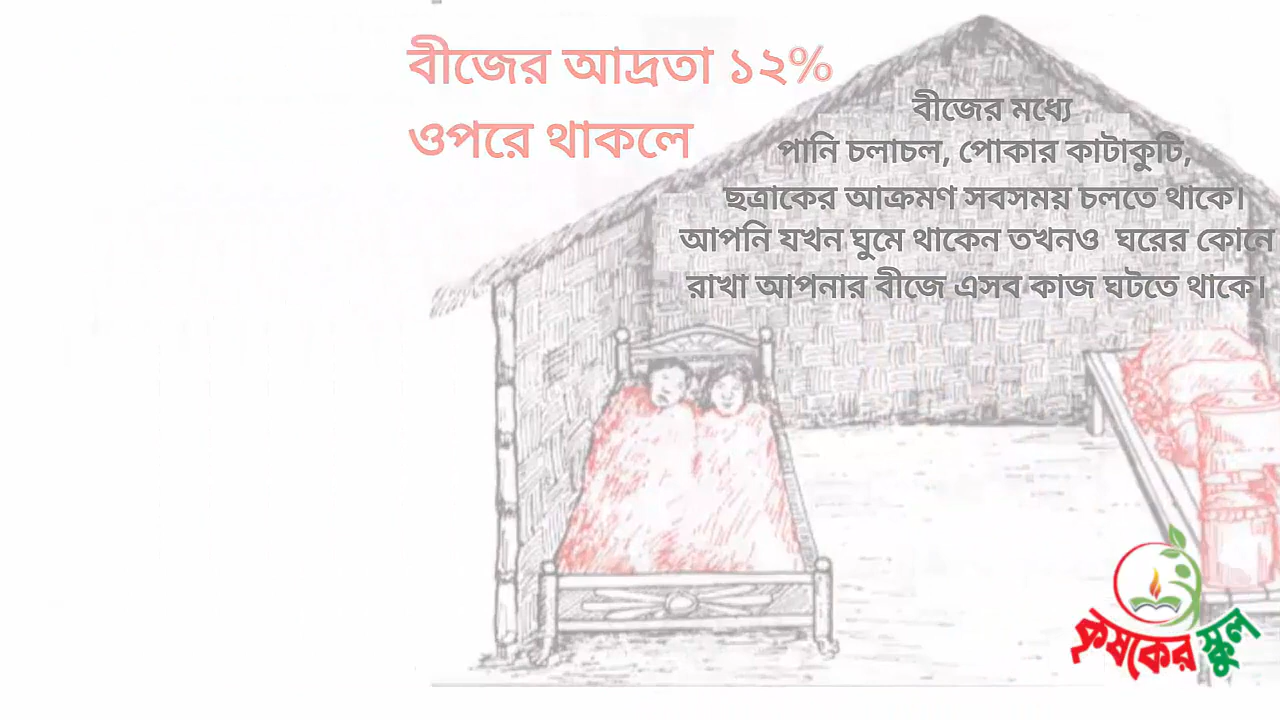 বীজের আদ্রতা ১২%
ওপরে থাকলে
বীজের মধ্যে
পানি চলাচল, পোকার কাটাকুটি,
ছত্রাকের আক্রমণ সবসময় চলতে থাকে।
আপনি যখন ঘুমে থাকেন তখনও ঘরের কোনে
রাখা আপনার বীজে এসব কাজ ঘটতে থাকে।
কৃষকের স্কুল